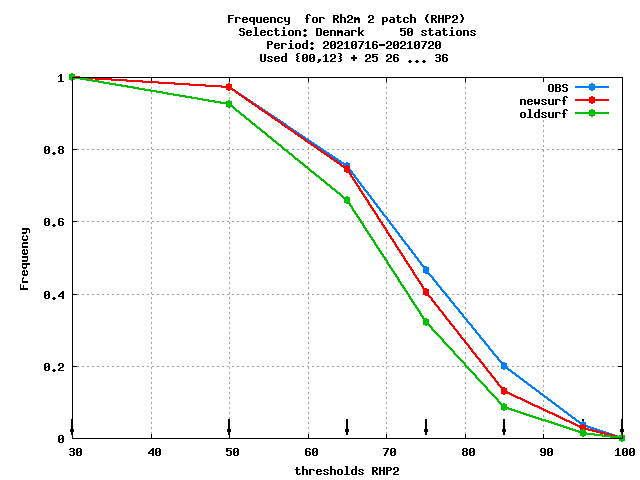 Frequency  for Rh2m 2 patch (RHP2)
Selection: Denmark     50 stations
Period: 20210716-20210720
Used {00,12} + 25 26 ... 36
OBS
newsurf
oldsurf
1
0.8
0.6
0.4
0.2
0
Frequency
30 40 50 60 70 80 90 100
thresholds RHP2